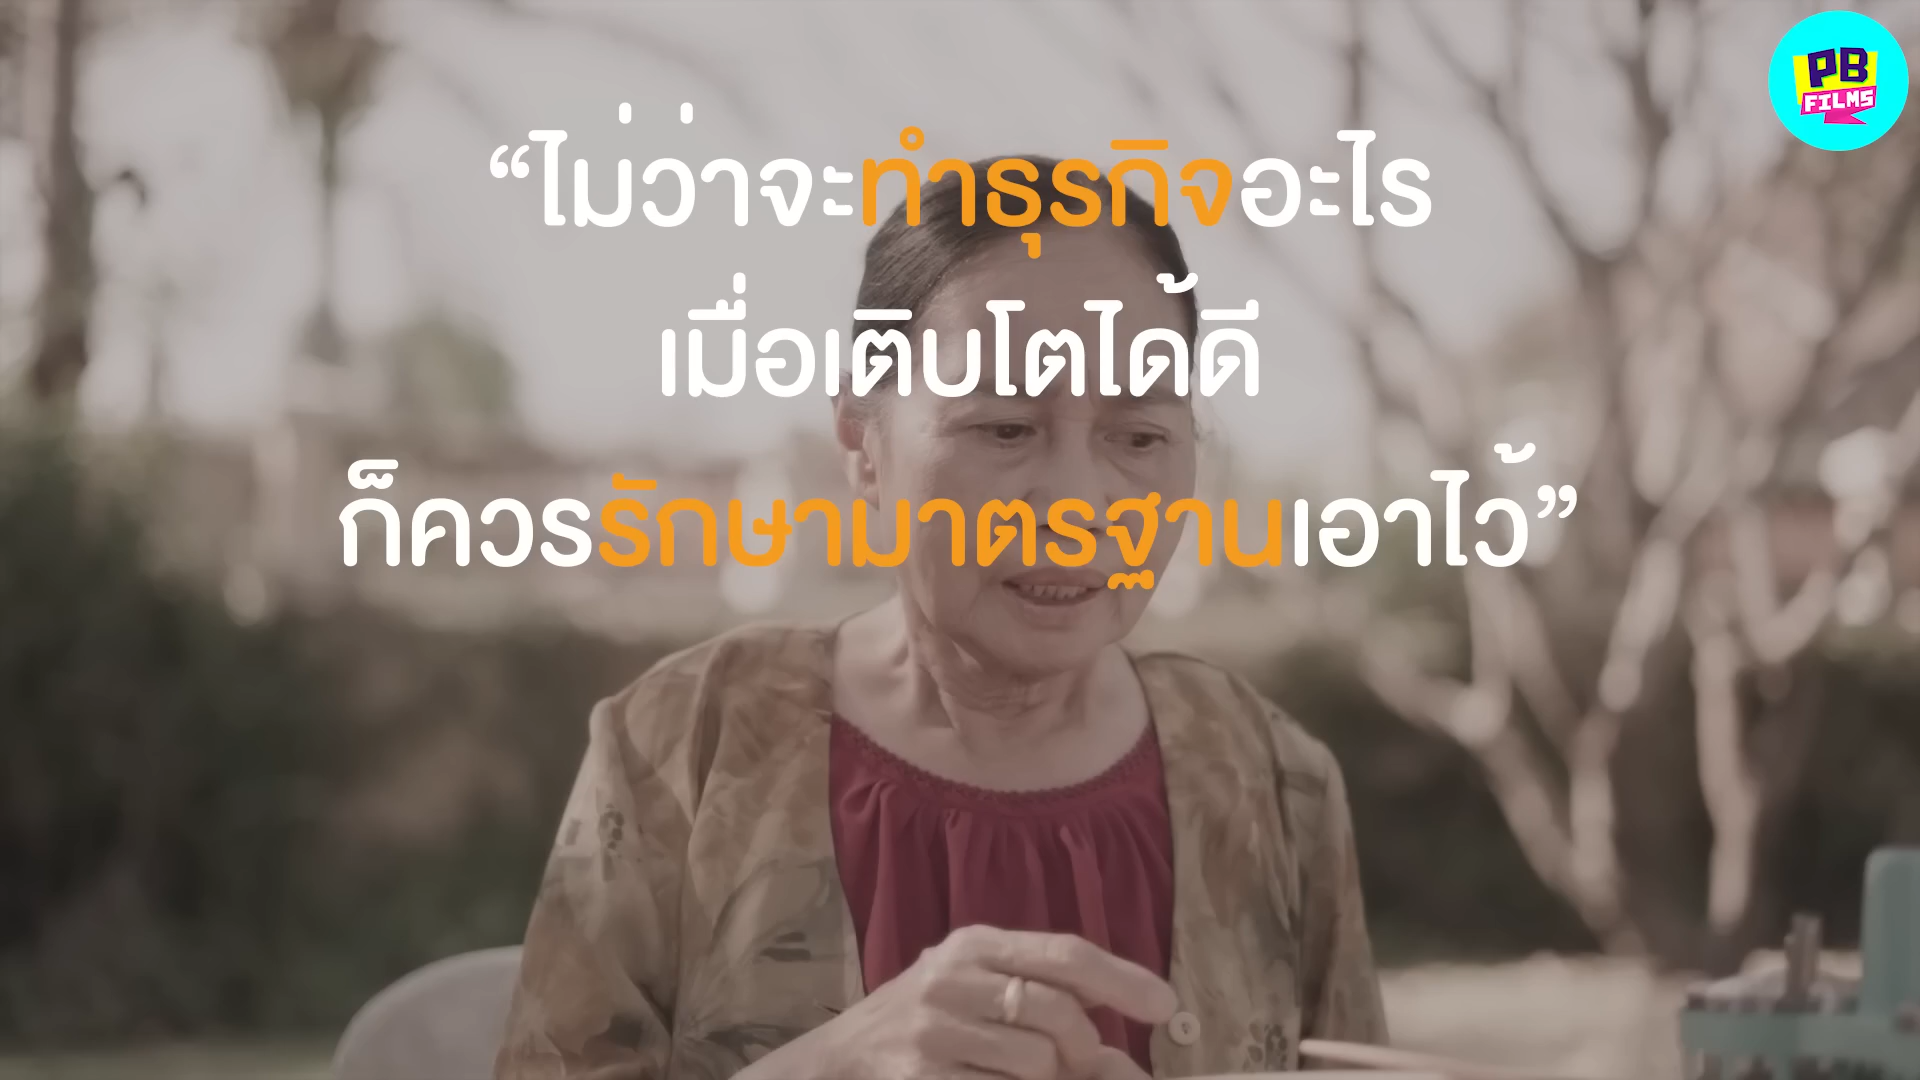 “ไม่ว่าจะทำธุรกิจอะไร
เมื่อเติบโตได้ดี
ก็ควรรักษามาตรฐานเอาไว้”
PB
FILMS